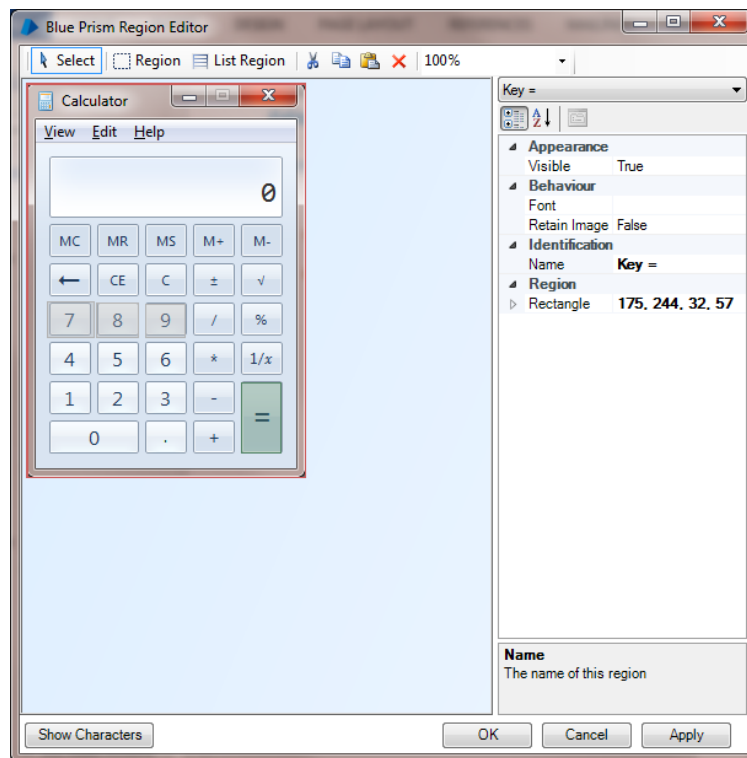 Blue Prism Region Editor
Select Region List Region 100%
Key =
Calculator
View Edit Help
0
MC MR MS M+ M-
← CE C ± √
7 8 9 / %
4 5 6 * 1/x
1 2 3 - =
0 . +
Appearance
Visible True
Behaviour
Font
Retain Image False
Identification
Name Key =
Region
Rectangle 175, 244, 32, 57
Name
The name of this region
Show Characters OK Cancel Apply